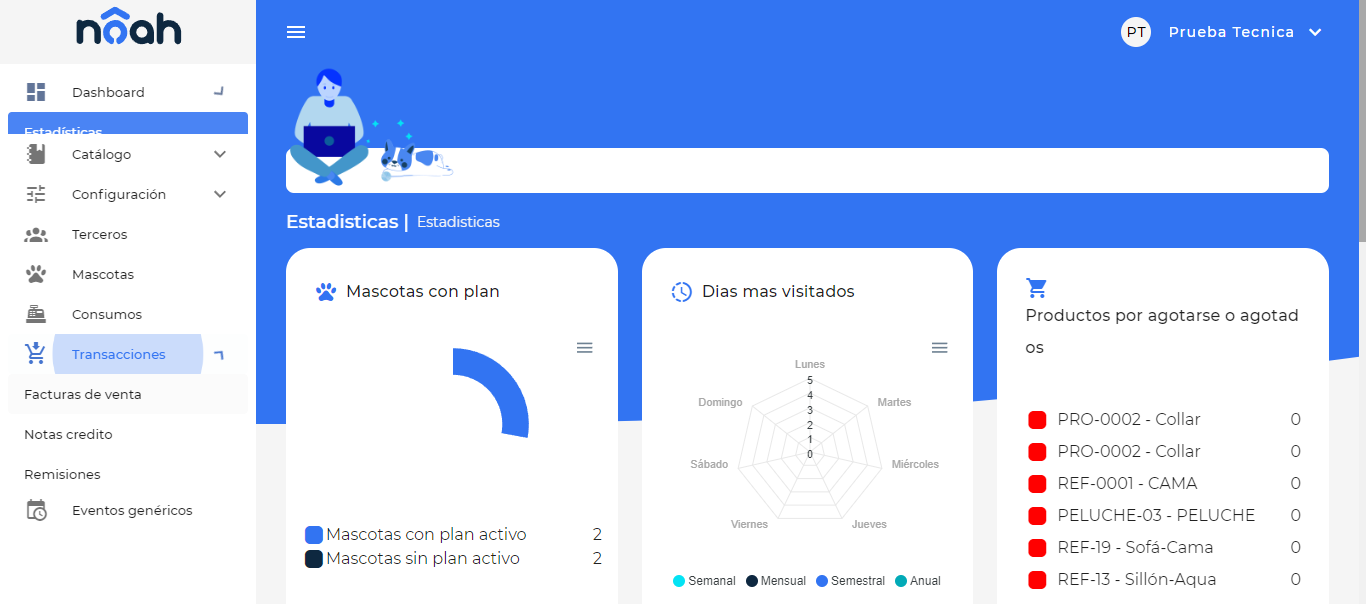 nôah
PT Prueba Tecnica
Dashboard
Estadísticas
Catálogo
Configuración
Terceros
Mascotas
Consumos
Transacciones
Facturas de venta
Notas credito
Remisiones
Eventos genéricos
Estadisticas | Estadisticas
Mascotas con plan
Mascotas con plan activo 2
Mascotas sin plan activo 2
Dias mas visitados
Lunes
Martes
Miércoles
Jueves
Viernes
Sábado
Domingo
5
4
3
2
1
0
Semanal Mensual Semestral Anual
Productos por agotarse o agotad
os
PRO-0002 - Collar 0
PRO-0002 - Collar 0
REF-0001 - CAMA 0
PELUCHE-03 - PELUCHE 0
REF-19 - Sofá-Cama 0
REF-13 - Sillón-Aqua 0